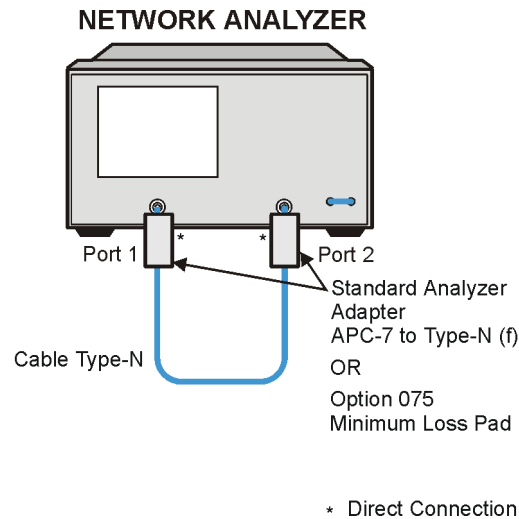 NETWORK ANALYZER
* *
Port 1
Port 2
Standard Analyzer
Adapter
APC-7 to Type-N (f)
OR
Option 075
Minimum Loss Pad
Cable Type-N
* Direct Connection